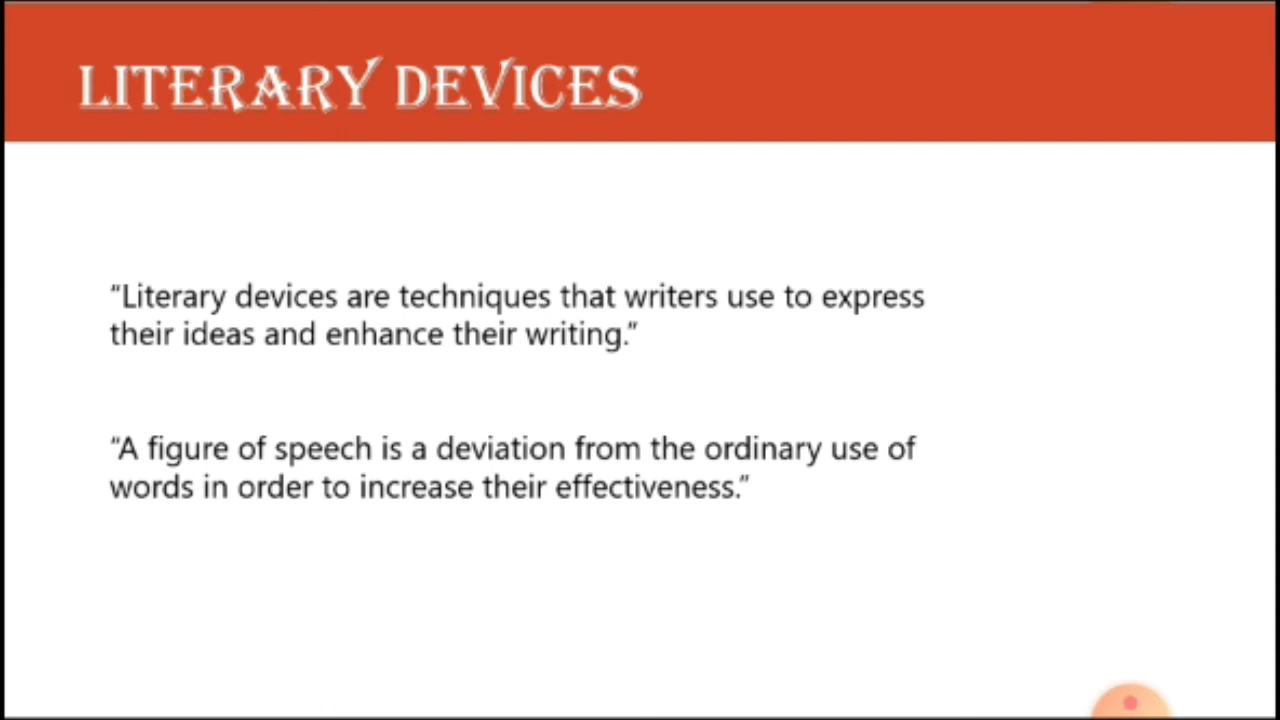 LITERARY DEVICES
“Literary devices are techniques that writers use to express
their ideas and enhance their writing.”
“A figure of speech is a deviation from the ordinary use of
words in order to increase their effectiveness.”